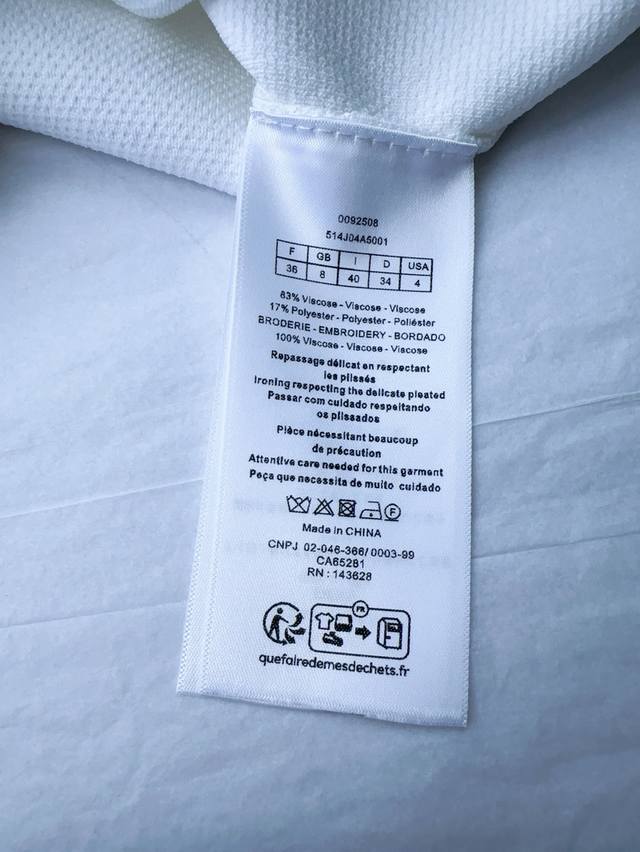 0092508
514J04A5001
F GB I D USA
36 8 40 34 4
83% Viscose - Viscose - Viscose
17% Polyester - Polyester - Poliéster
BRODERIE - EMBROIDERY - BORDADO
100% Viscose - Viscose - Viscose
Repassage délicat en respectant
les plissés
Ironing respecting the delicate pleated
Passar com cuidado respeitando
os plissados
Pièce nécessitant beaucoup
de précaution
Attentive care needed for this garment
Peça que necessita de muito cuidado
F
Made in CHINA
CNPJ 02-046-366/0003-99
CA65281
RN : 143628
FR
quefairedemesdechets.fr